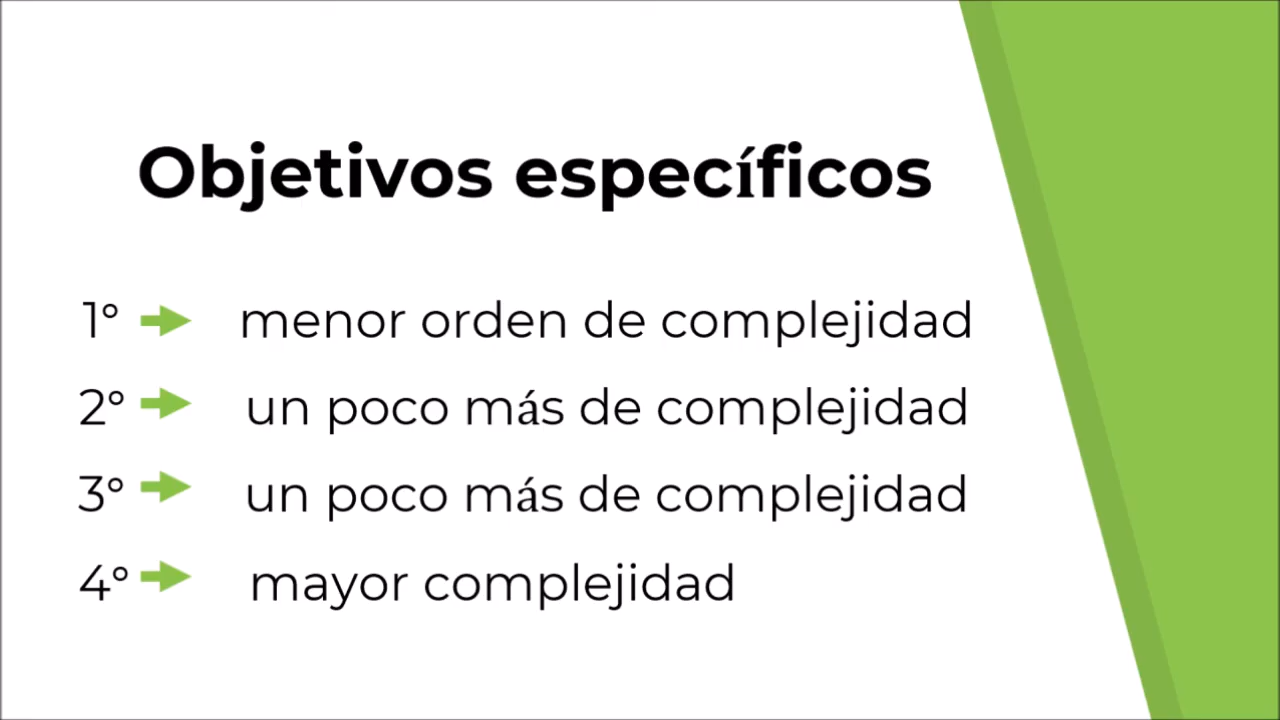 Objetivos específicos
1° menor orden de complejidad
2° un poco más de complejidad
3° un poco más de complejidad
4° mayor complejidad